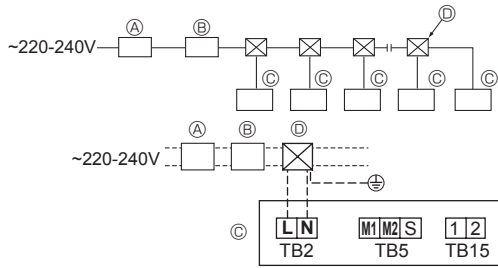 Ⓐ Ⓑ Ⓓ
~220-240V
Ⓒ Ⓒ Ⓒ Ⓒ Ⓒ
Ⓐ Ⓑ Ⓓ
~220-240V
Ⓒ L N M1 M2 S 1 2
TB2 TB5 TB15